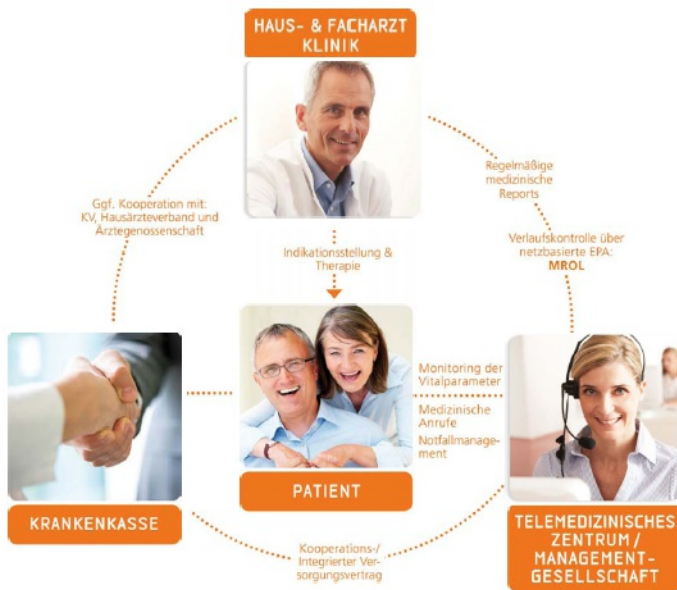 HAUS- & FACHARZT
KLINIK
Ggf. Kooperation mit:
KV, Hausärzteverband und
Ärztegenossenschaft
Regelmäßige
medizinische
Reports
Indikationsstellung &
Therapie
Verlaufskontrolle über
netzbasierte EPA:
MROL
Monitoring der
Vitalparameter
Medizinische
Anrufe
Notfallmanage-
ment
KRANKENKASSE
PATIENT
TELEMEDIZINISCHES
ZENTRUM /
MANAGEMENT-
GESELLSCHAFT
Kooperations-/
Integrierter Ver-
sorgungsvertrag